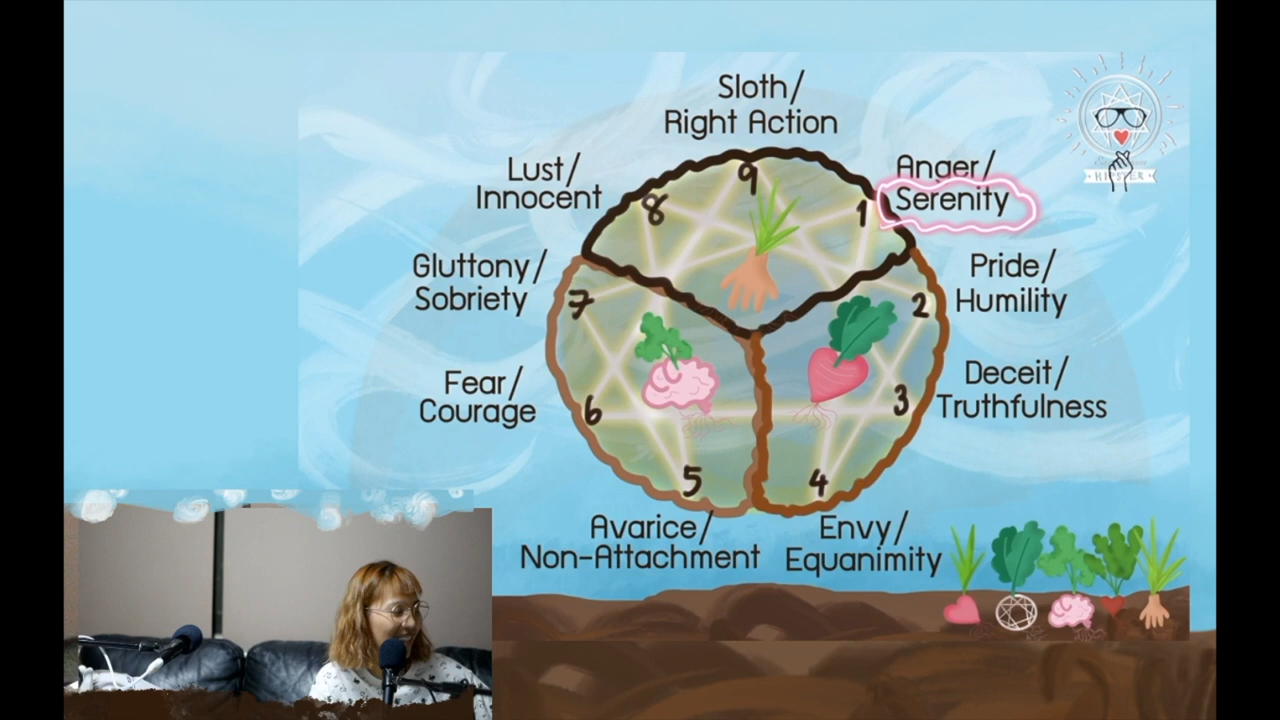 Sloth/
Right Action
Lust/
Innocent
Anger/
Serenity
Gluttony/
Sobriety
Pride/
Humility
Fear/
Courage
Deceit/
Truthfulness
Avarice/
Non-Attachment
Envy/
Equanimity
9
8
1
7
2
6
3
5
4
HIPSTER